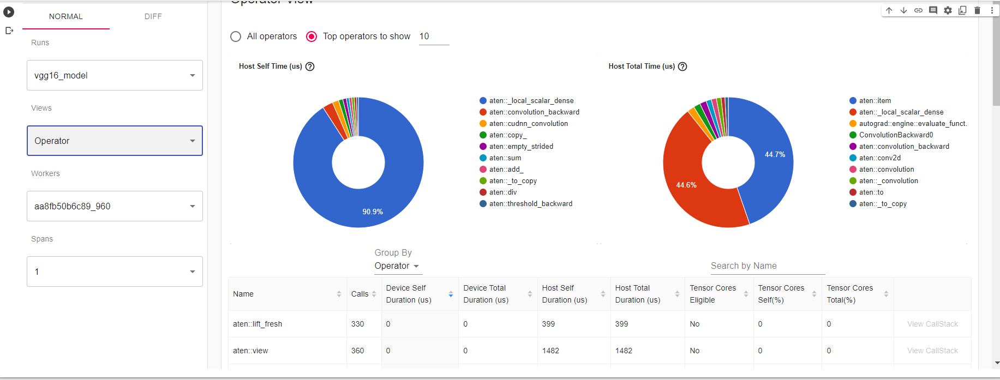 Operator View
NORMAL
DIFF
Runs
vgg16_model
Views
Operator
Workers
aa8fb50b6c89_960
Spans
1
All operators
Top operators to show 10
Host Self Time (us)
aten::_local_scalar_dense
aten::convolution_backward
aten::cudnn_convolution
aten::copy_
aten::empty_strided
aten::sum
aten::add_
aten::_to_copy
aten::div
aten::threshold_backward
90.9%
Host Total Time (us)
aten::item
aten::_local_scalar_dense
autograd::engine::evaluate_funct.
ConvolutionBackward0
aten::convolution_backward
aten::conv2d
aten::convolution
aten::_convolution
aten::to
aten::_to_copy
44.7%
44.6%
Group By
Operator
Search by Name
Name
Calls
Device Self
Duration (us)
Device Total
Duration (us)
Host Self
Duration (us)
Host Total
Duration (us)
Tensor Cores
Eligible
Tensor Cores
Self(%)
Tensor Cores
Total(%)
aten::lift_fresh 330 0 0 399 399 No 0 0 View CallStack
aten::view 360 0 0 1482 1482 No 0 0 View CallStack